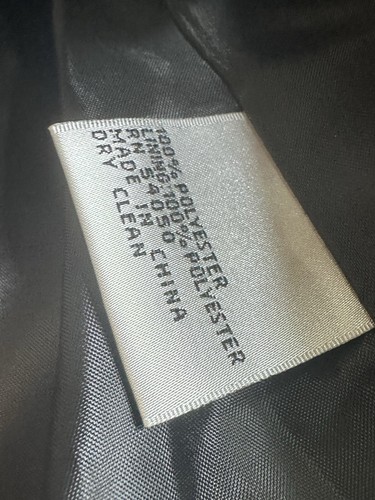 100% POLYESTER
LINING:100% POLYESTER
RN 54050
MADE IN CHINA
DRY CLEAN